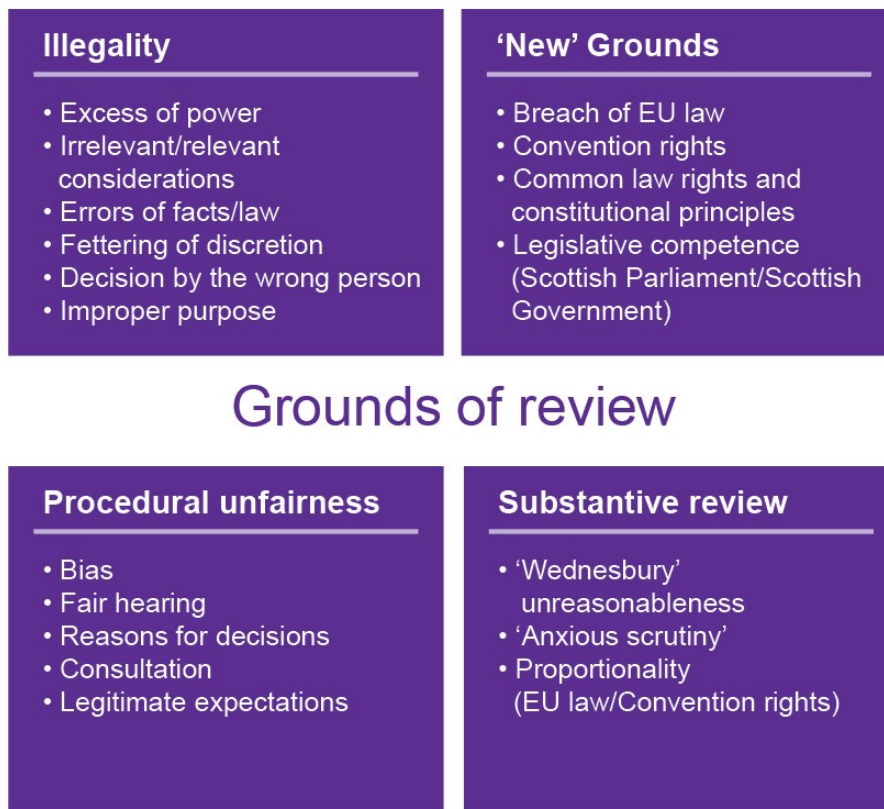 Illegality
• Excess of power
• Irrelevant/relevant
considerations
• Errors of facts/law
• Fettering of discretion
• Decision by the wrong person
• Improper purpose
‘New’ Grounds
• Breach of EU law
• Convention rights
• Common law rights and
constitutional principles
• Legislative competence
(Scottish Parliament/Scottish
Government)
Grounds of review
Procedural unfairness
• Bias
• Fair hearing
• Reasons for decisions
• Consultation
• Legitimate expectations
Substantive review
• ‘Wednesbury’
unreasonableness
• ‘Anxious scrutiny’
• Proportionality
(EU law/Convention rights)